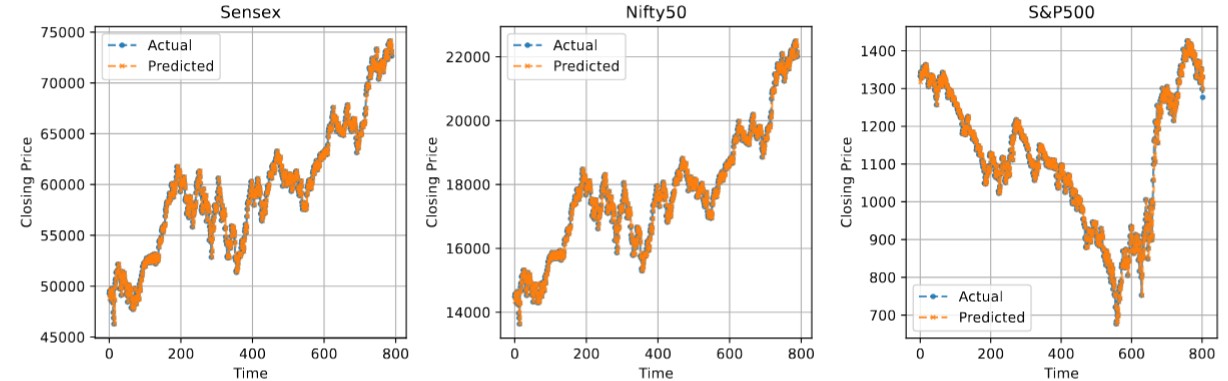 Sensex
75000
70000
65000
60000
55000
50000
45000
Closing Price
Actual
Predicted
0 200 400 600 800
Time
Nifty50
22000
20000
18000
16000
14000
Closing Price
Actual
Predicted
0 200 400 600 800
Time
S&P500
1400
1300
1200
1100
1000
900
800
700
Closing Price
Actual
Predicted
0 200 400 600 800
Time